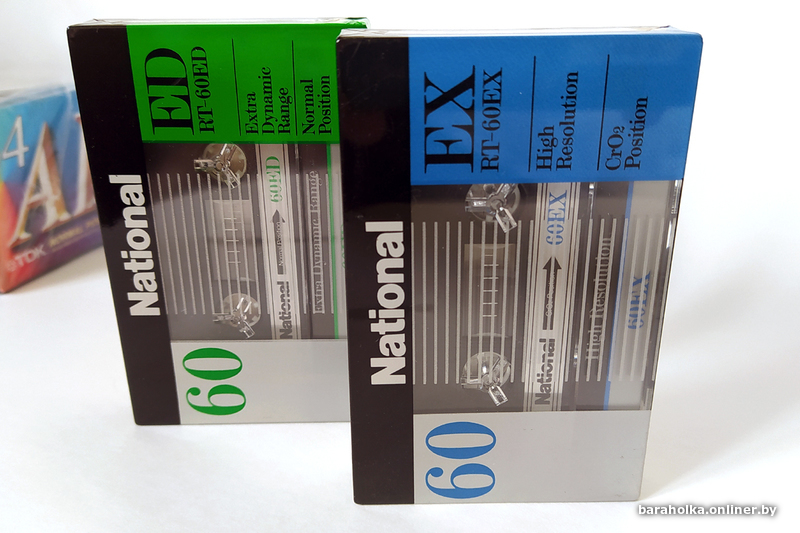 4
A
TDK
National
ED
RT-60ED
Extra
Dynamic
Range
Normal
Position
60ED
National
Extra Dynamic Range
60
National
EX
RT-60EX
High
Resolution
CrO2
Position
60EX
National
High Resolution
60EX
60
baraholka.onliner.by